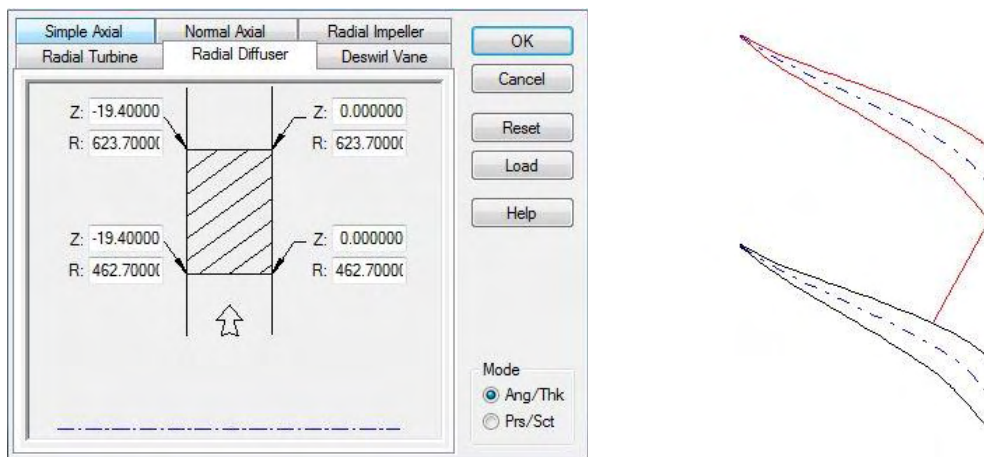 Simple Axial Normal Axial Radial Impeller
Radial Turbine Radial Diffuser Deswirl Vane
Z: -19.40000 Z: 0.000000
R: 623.7000( R: 623.7000(
Z: -19.40000 Z: 0.000000
R: 462.7000( R: 462.7000(
OK
Cancel
Reset
Load
Help
Mode
Ang/Thk
Prs/Sct